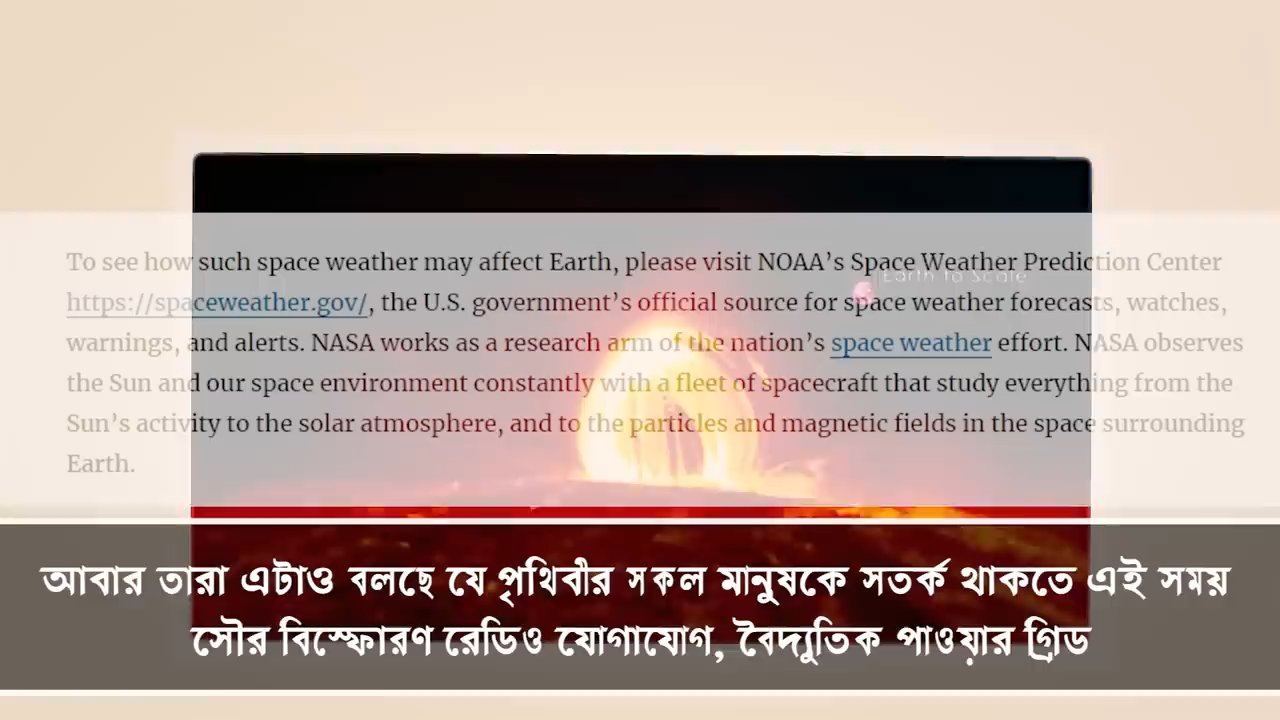 To see how such space weather may affect Earth, please visit NOAA’s Space Weather Prediction Center
Earth to Scale
https://spaceweather.gov/, the U.S. government’s official source for space weather forecasts, watches,
warnings, and alerts. NASA works as a research arm of the nation’s space weather effort. NASA observes
the Sun and our space environment constantly with a fleet of spacecraft that study everything from the
Sun’s activity to the solar atmosphere, and to the particles and magnetic fields in the space surrounding
Earth.
আবার তারা এটাও বলছে যে পৃথিবীর সকল মানুষকে সতর্ক থাকতে এই সময়
সৌর বিস্ফোরণ রেডিও যোগাযোগ, বৈদ্যুতিক পাওয়ার গ্রিড